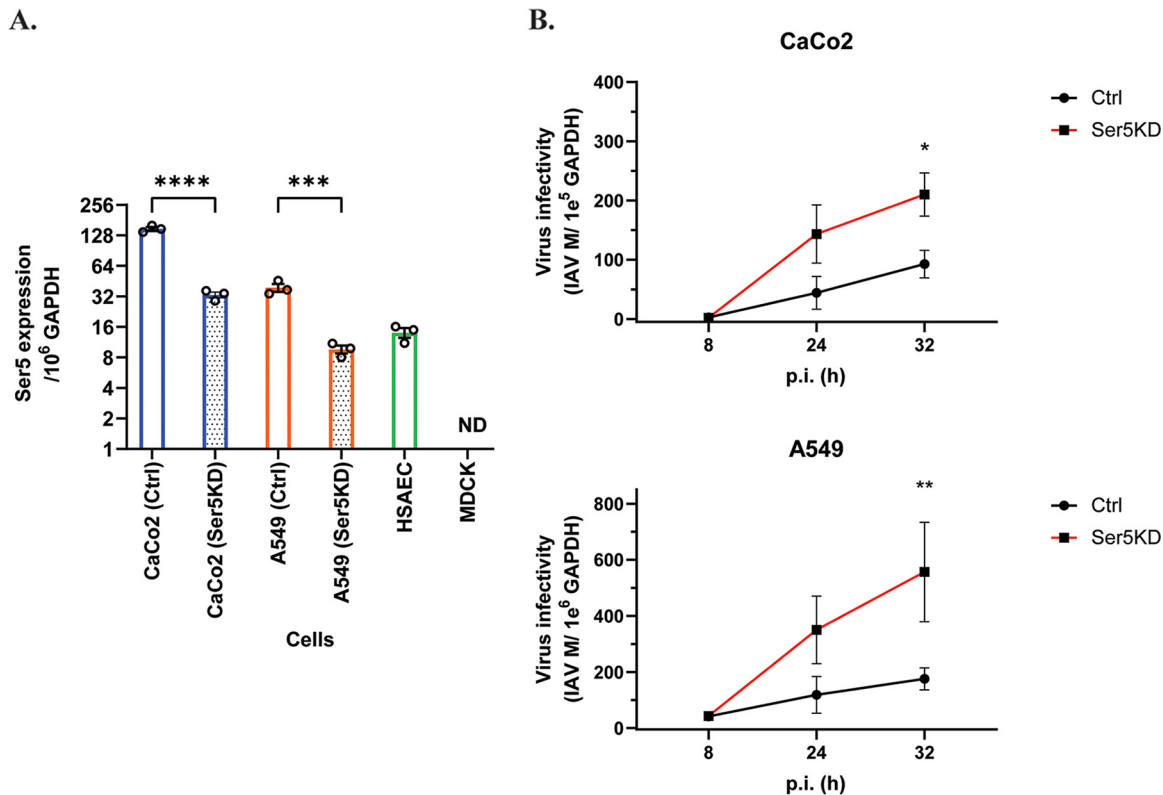 A.
**** ***
256
128
64
32
16
8
4
2
1
Ser5 expression
/10⁶ GAPDH
ND
CaCo2 (Ctrl)
CaCo2 (Ser5KD)
A549 (Ctrl)
A549 (Ser5KD)
HSAEC
MDCK
Cells
B.
CaCo2
400
300
200
100
0
Virus infectivity
(IAV M/ 1e⁵ GAPDH)
*
8 24 32
p.i. (h)
Ctrl
Ser5KD
A549
800
600
400
200
0
Virus infectivity
(IAV M/ 1e⁶ GAPDH)
**
8 24 32
p.i. (h)
Ctrl
Ser5KD